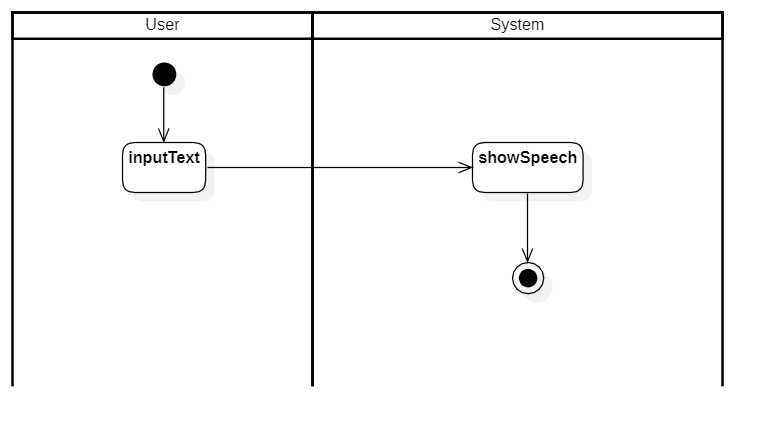 User
System
inputText
showSpeech